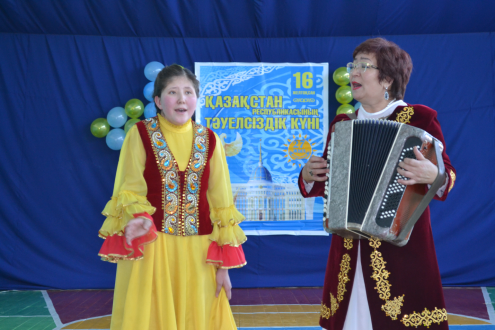 16
ҚАЗАҚСТАН
РЕСПУБЛИКАСЫНЫҢ
ТӘУЕЛСІЗДІК КҮНІ